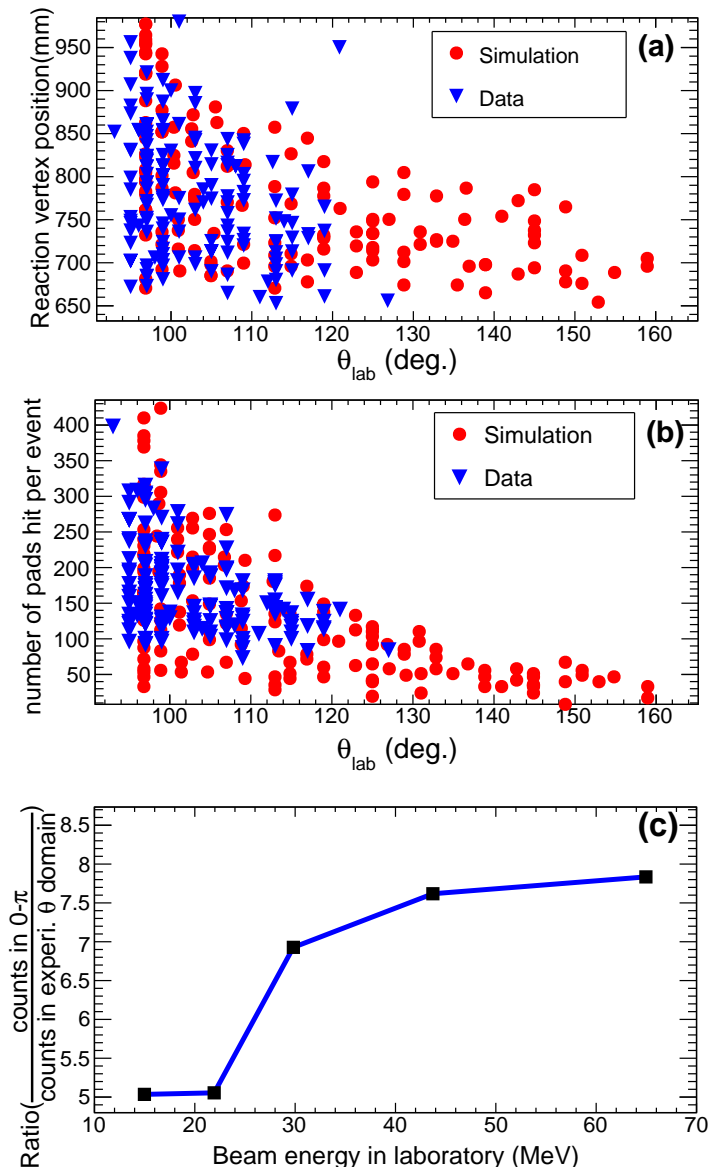 (a)
Simulation
Data
Reaction vertex position(mm)
950
900
850
800
750
700
650
100 110 120 130 140 150 160
θlab (deg.)
(b)
Simulation
Data
number of pads hit per event
400
350
300
250
200
150
100
50
100 110 120 130 140 150 160
θlab (deg.)
(c)
Ratio(counts in 0-π
counts in experi. θ domain)
8.5
8
7.5
7
6.5
6
5.5
5
10 20 30 40 50 60 70
Beam energy in laboratory (MeV)